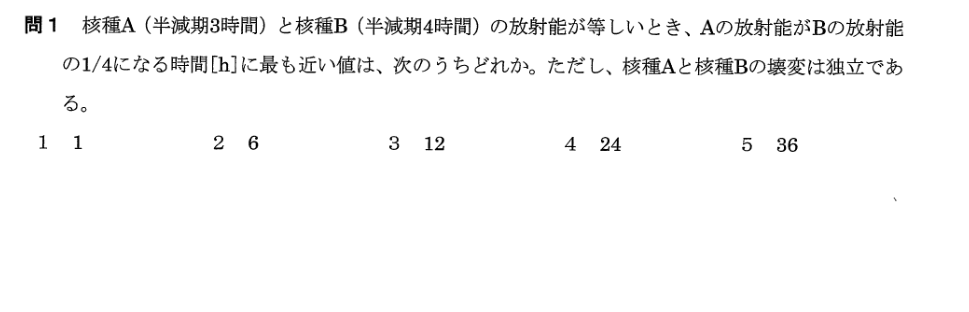 問1 核種A（半減期3時間）と核種B（半減期4時間）の放射能が等しいとき、Aの放射能がBの放射能
の1/4になる時間[h]に最も近い値は、次のうちどれか。ただし、核種Aと核種Bの壊変は独立であ
る。
1 1 2 6 3 12 4 24 5 36